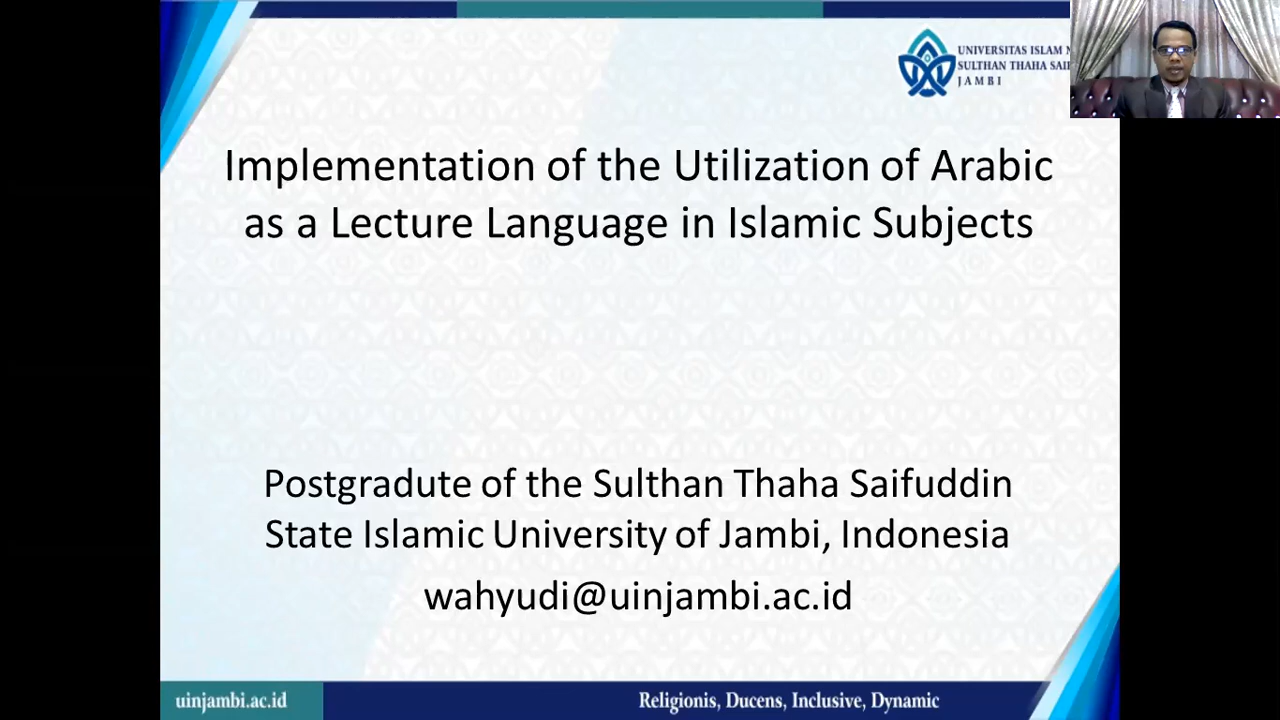 UNIVERSITAS ISLAM
SULTHAN THAHA
JAMBI
Implementation of the Utilization of Arabic
as a Lecture Language in Islamic Subjects
Postgradute of the Sulthan Thaha Saifuddin
State Islamic University of Jambi, Indonesia
wahyudi@uinjambi.ac.id
uinjambi.ac.id
Religionis, Ducens, Inclusive, Dynamic